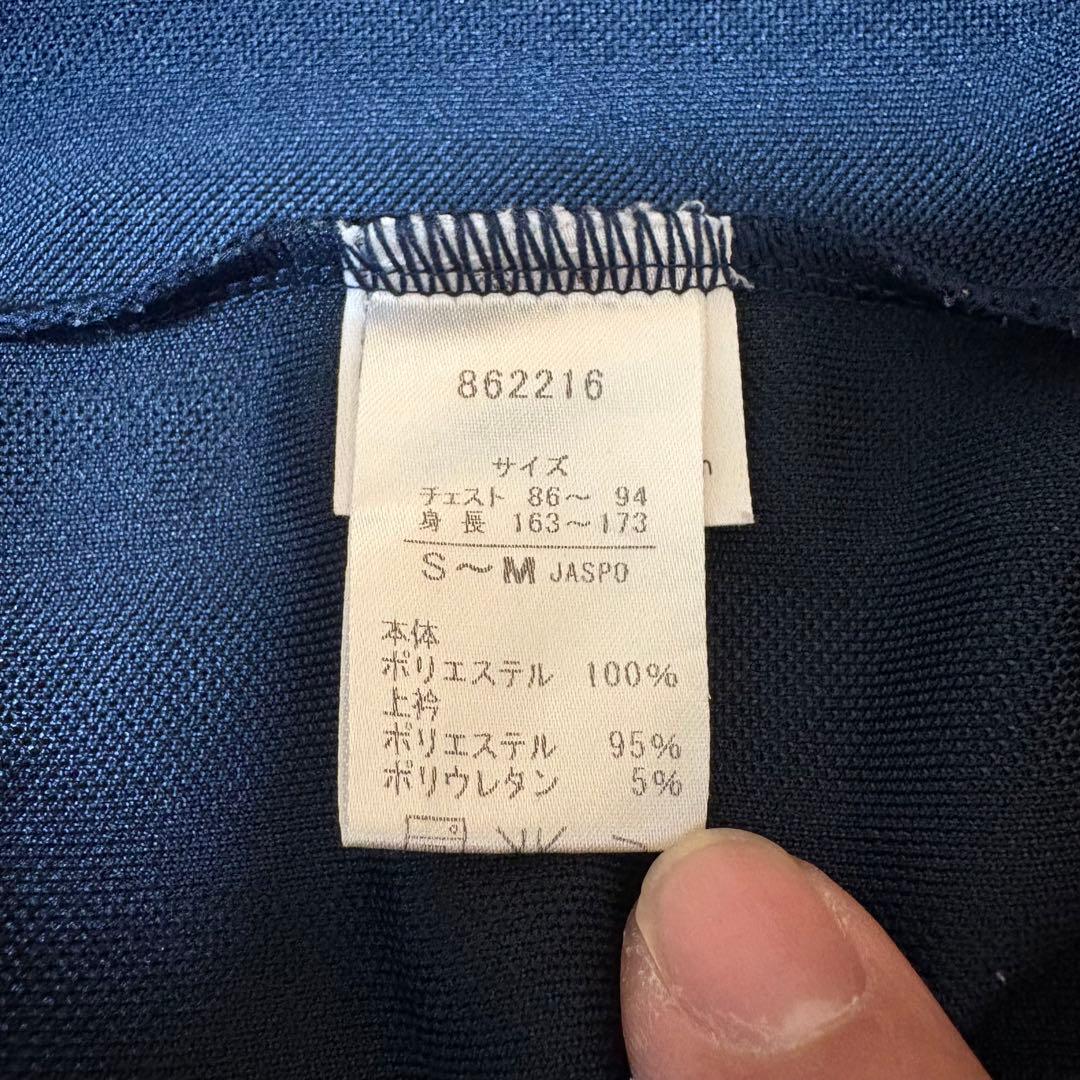 862216
サイズ
チェスト 86～ 94
身 長 163～173
S～M JASPO
本体
ポリエステル 100%
上衿
ポリエステル 95%
ポリウレタン 5%